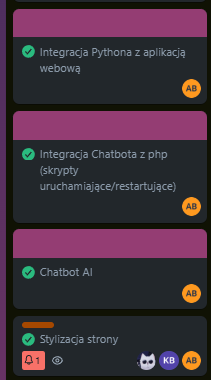 Integracja Pythona z aplikacją
webową
AB
Integracja Chatbota z php
(skrypty
uruchamiające/restartujące)
AB
Chatbot AI
AB
Stylizacja strony
1
KB
AB